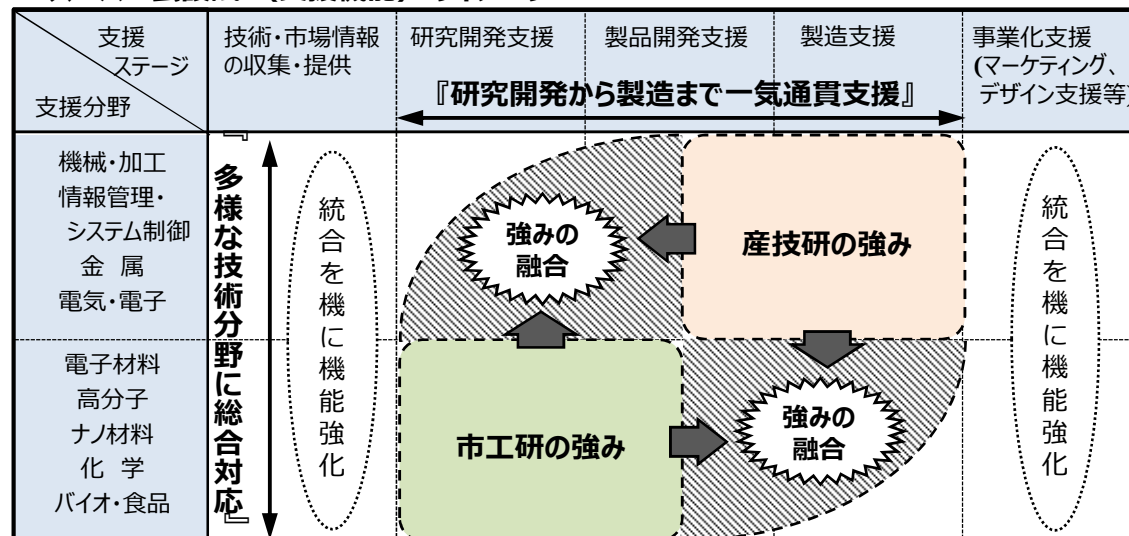 支援
ステージ
支援分野
技術・市場情報
の収集・提供
研究開発支援
製品開発支援
製造支援
事業化支援
(マーケティング、
デザイン支援等)
『研究開発から製造まで一気通貫支援』
機械・加工
情報管理・
システム制御
金 属
電気・電子
電子材料
高分子
ナノ材料
化 学
バイオ・食品
『多様な技術分野に総合対応』
統合を機に機能強化
強みの
融合
産技研の強み
市工研の強み
強みの
融合
統合を機に機能強化